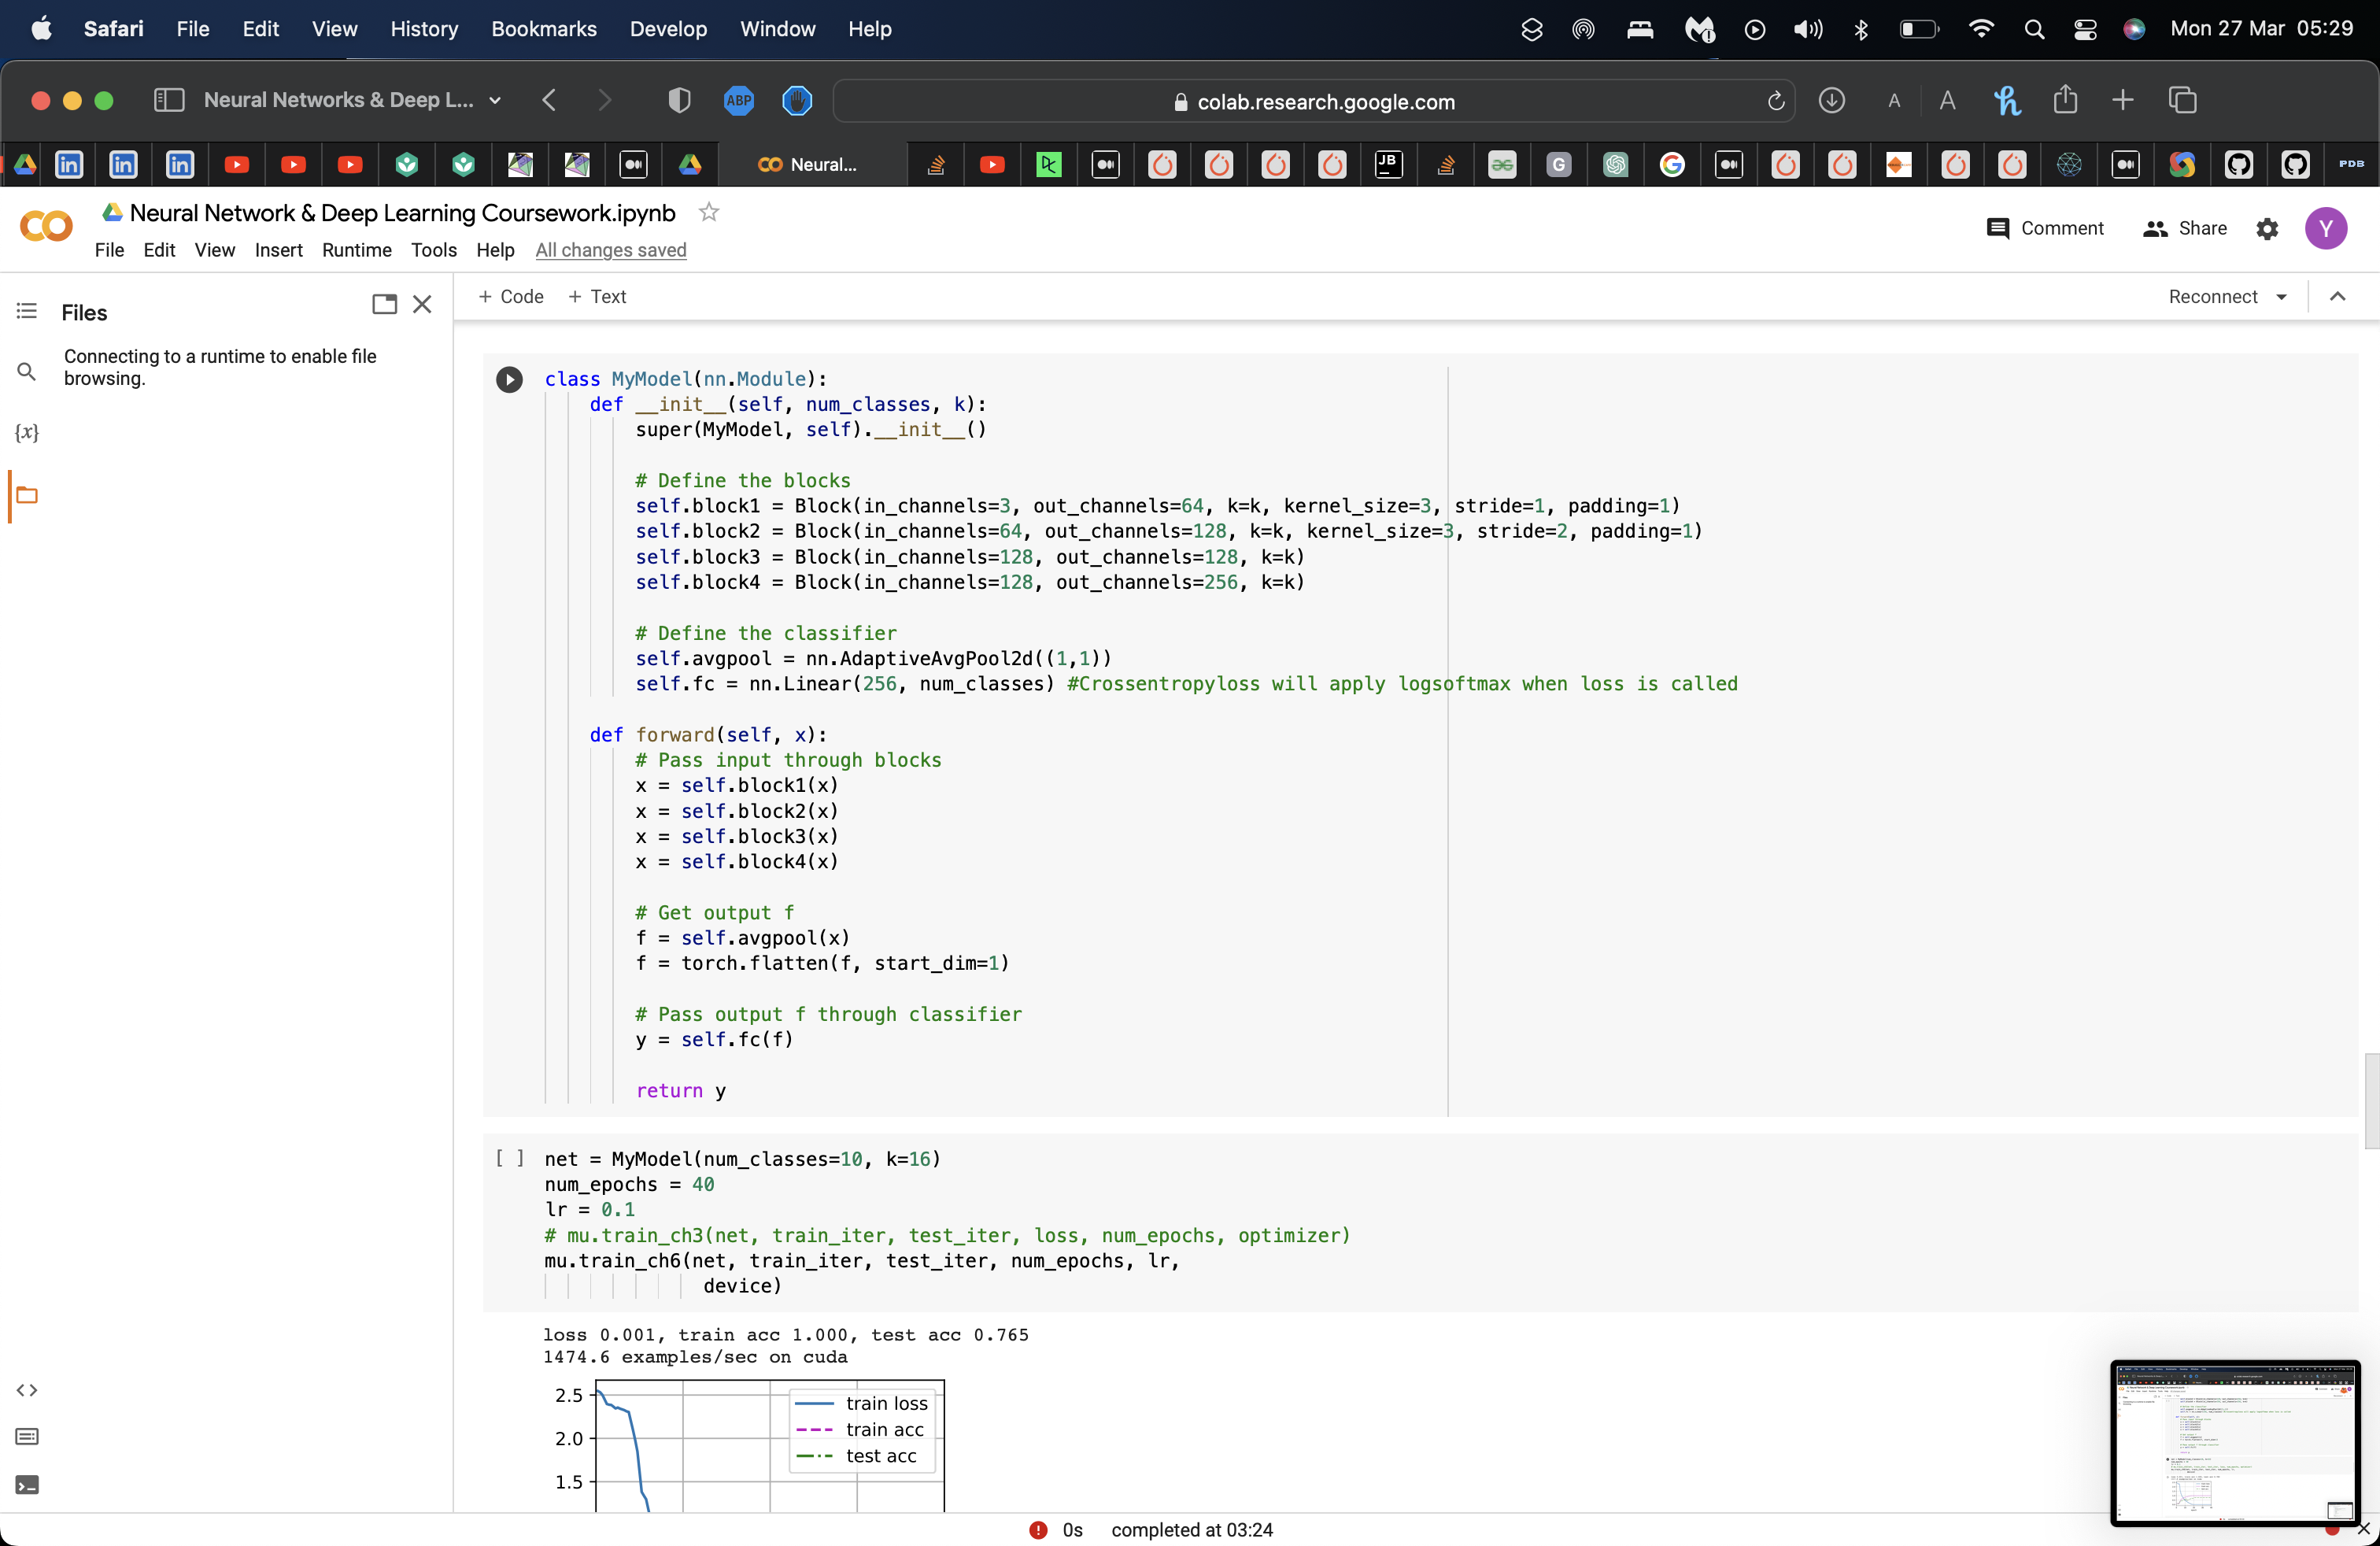 Safari File Edit View History Bookmarks Develop Window Help Mon 27 Mar 05:29
Neural Networks & Deep L... ABP colab.research.google.com A A
Neural... JB G PDB
Neural Network & Deep Learning Coursework.ipynb
Comment Share Y
File Edit View Insert Runtime Tools Help All changes saved
Files
+ Code + Text Reconnect
Connecting to a runtime to enable file
browsing.
{x}
class MyModel(nn.Module):
def __init__(self, num_classes, k):
super(MyModel, self).__init__()
# Define the blocks
self.block1 = Block(in_channels=3, out_channels=64, k=k, kernel_size=3, stride=1, padding=1)
self.block2 = Block(in_channels=64, out_channels=128, k=k, kernel_size=3, stride=2, padding=1)
self.block3 = Block(in_channels=128, out_channels=128, k=k)
self.block4 = Block(in_channels=128, out_channels=256, k=k)
# Define the classifier
self.avgpool = nn.AdaptiveAvgPool2d((1,1))
self.fc = nn.Linear(256, num_classes) #Crossentropyloss will apply logsoftmax when loss is called
def forward(self, x):
# Pass input through blocks
x = self.block1(x)
x = self.block2(x)
x = self.block3(x)
x = self.block4(x)
# Get output f
f = self.avgpool(x)
f = torch.flatten(f, start_dim=1)
# Pass output f through classifier
y = self.fc(f)
return y
[ ] net = MyModel(num_classes=10, k=16)
num_epochs = 40
lr = 0.1
# mu.train_ch3(net, train_iter, test_iter, loss, num_epochs, optimizer)
mu.train_ch6(net, train_iter, test_iter, num_epochs, lr,
device)
loss 0.001, train acc 1.000, test acc 0.765
1474.6 examples/sec on cuda
2.5
2.0
1.5
train loss
train acc
test acc
0s completed at 03:24